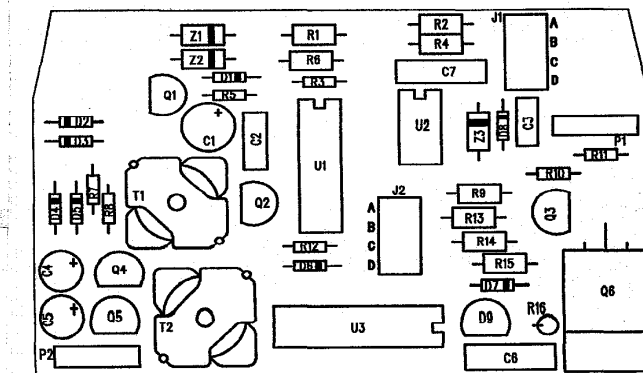 Z1 R1 R2 J1 A
R4 B
Z2 R6 C
D1 R3 C7 D
Q1 R5
D2 C1 C2 U1 U2 Z3 D8 C3
D3 P1
R11
R10
D4 D5 R7 R8 T1 Q2 J2 R9 Q3
A
B R13
C R14
D
R12
C4 Q4 D6 R15
D7
C5 Q5 T2 U3 D9 R16 Q6
P2 C6